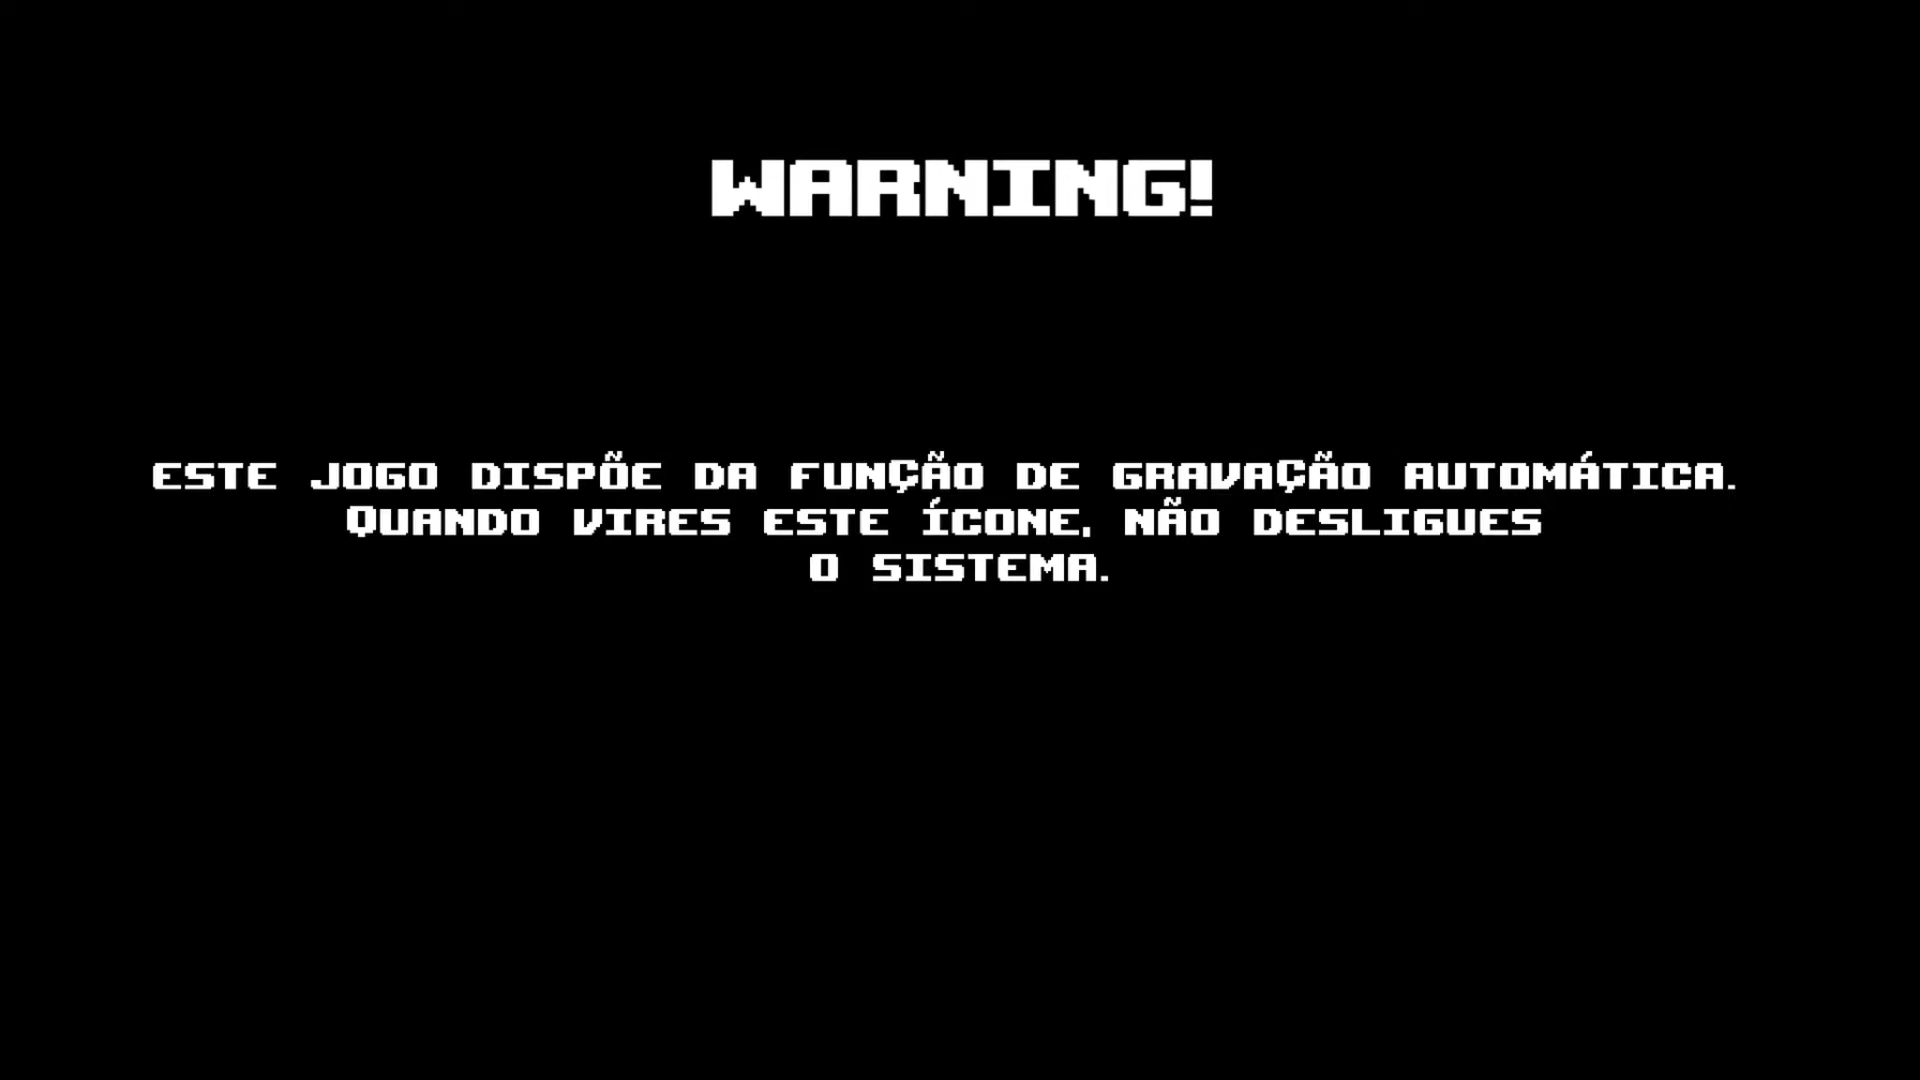 WARNING!
ESTE JOGO DISPÕE DA FUNÇÃO DE GRAVAÇÃO AUTOMÁTICA.
QUANDO VIRES ESTE ÍCONE, NÃO DESLIGUES
O SISTEMA.